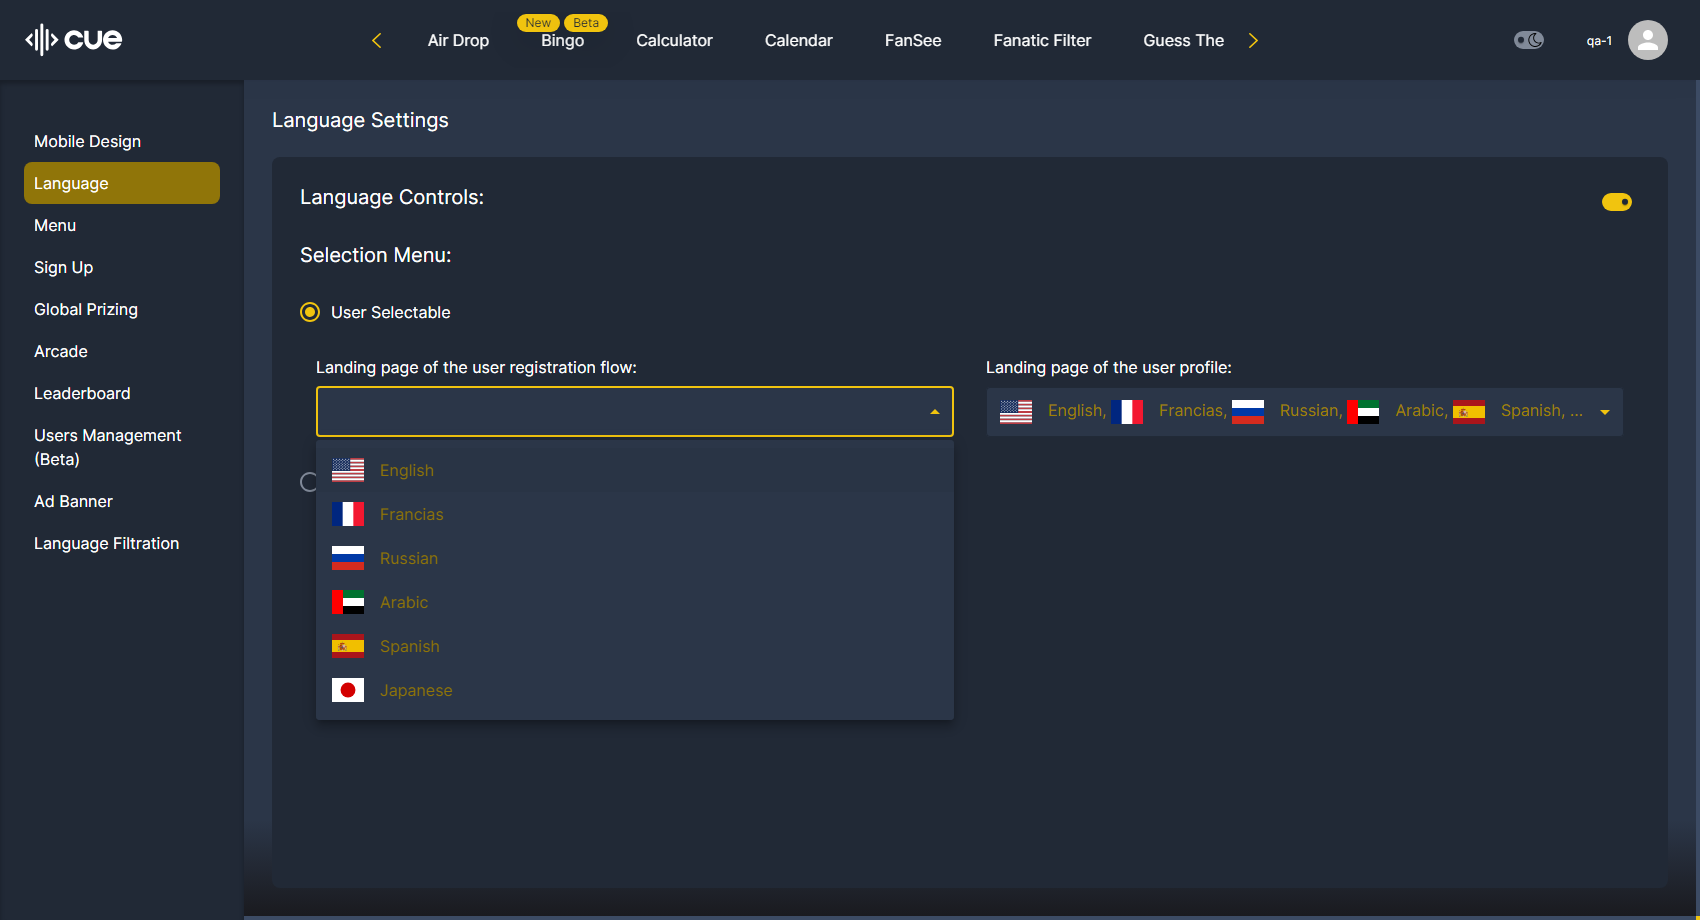 cue
Air Drop
New Beta
Bingo
Calculator
Calendar
FanSee
Fanatic Filter
Guess The
qa-1
Mobile Design
Language
Menu
Sign Up
Global Prizing
Arcade
Leaderboard
Users Management
(Beta)
Ad Banner
Language Filtration
Language Settings
Language Controls:
Selection Menu:
User Selectable
Landing page of the user registration flow:
English
Francias
Russian
Arabic
Spanish
Japanese
Landing page of the user profile:
English, Francias, Russian, Arabic, Spanish, ...